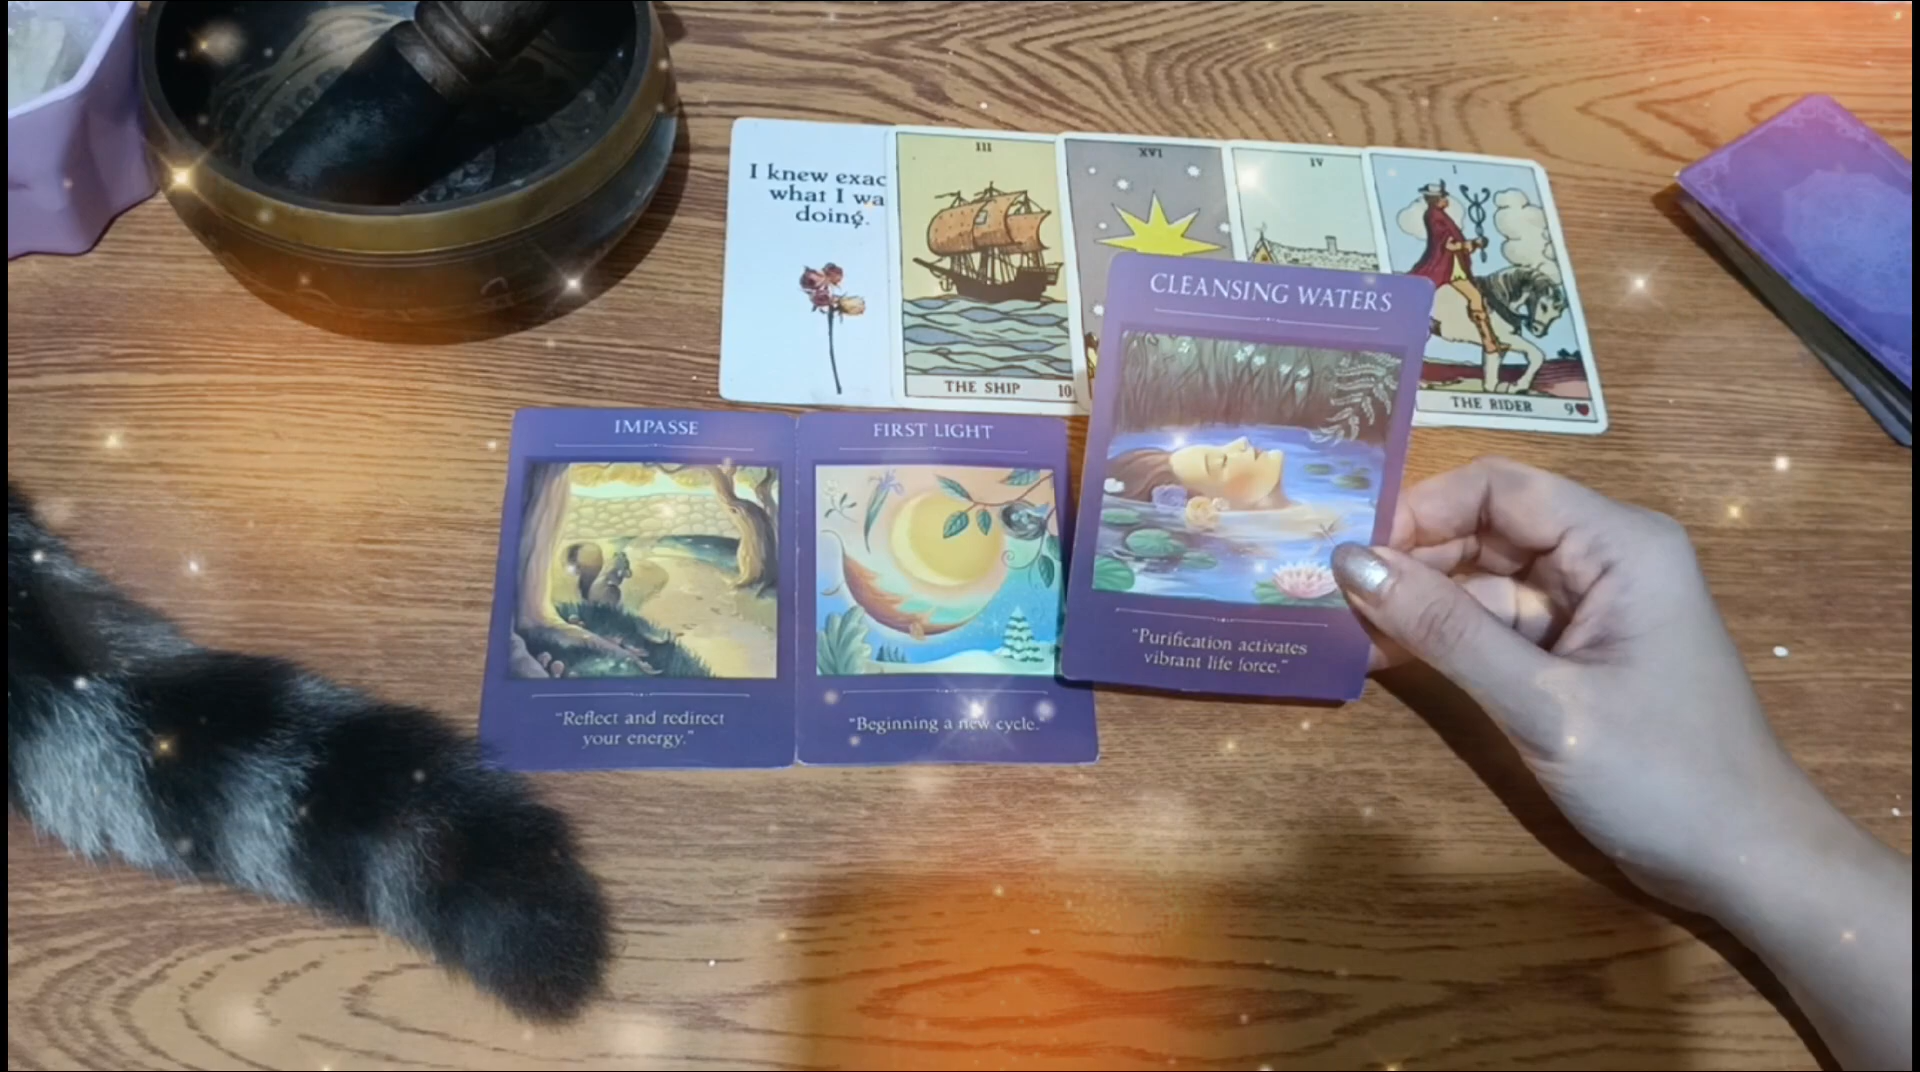 I knew exac
what I wa
doing.
III
THE SHIP 10
XVI
IV
I
THE RIDER 9♥
CLEANSING WATERS
"Purification activates
vibrant life force."
IMPASSE
"Reflect and redirect
your energy."
FIRST LIGHT
"Beginning a new cycle."